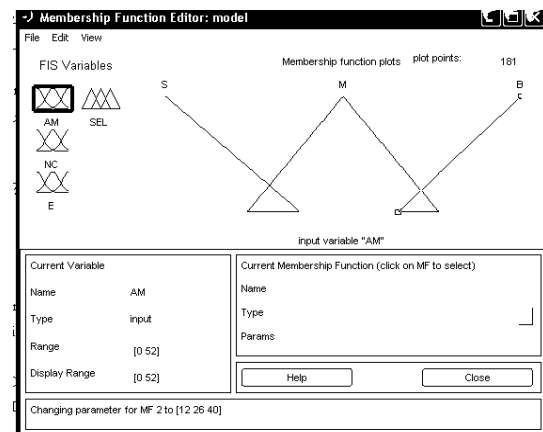 Membership Function Editor: model
File Edit View
FIS Variables
Membership function plots plot points: 181
S M B
AM SEL
NC
E
input variable "AM"
Current Variable
Name AM
Type input
Range [0 52]
Display Range [0 52]
Current Membership Function (click on MF to select)
Name
Type
Params
Help Close
Changing parameter for MF 2 to [12 26 40]